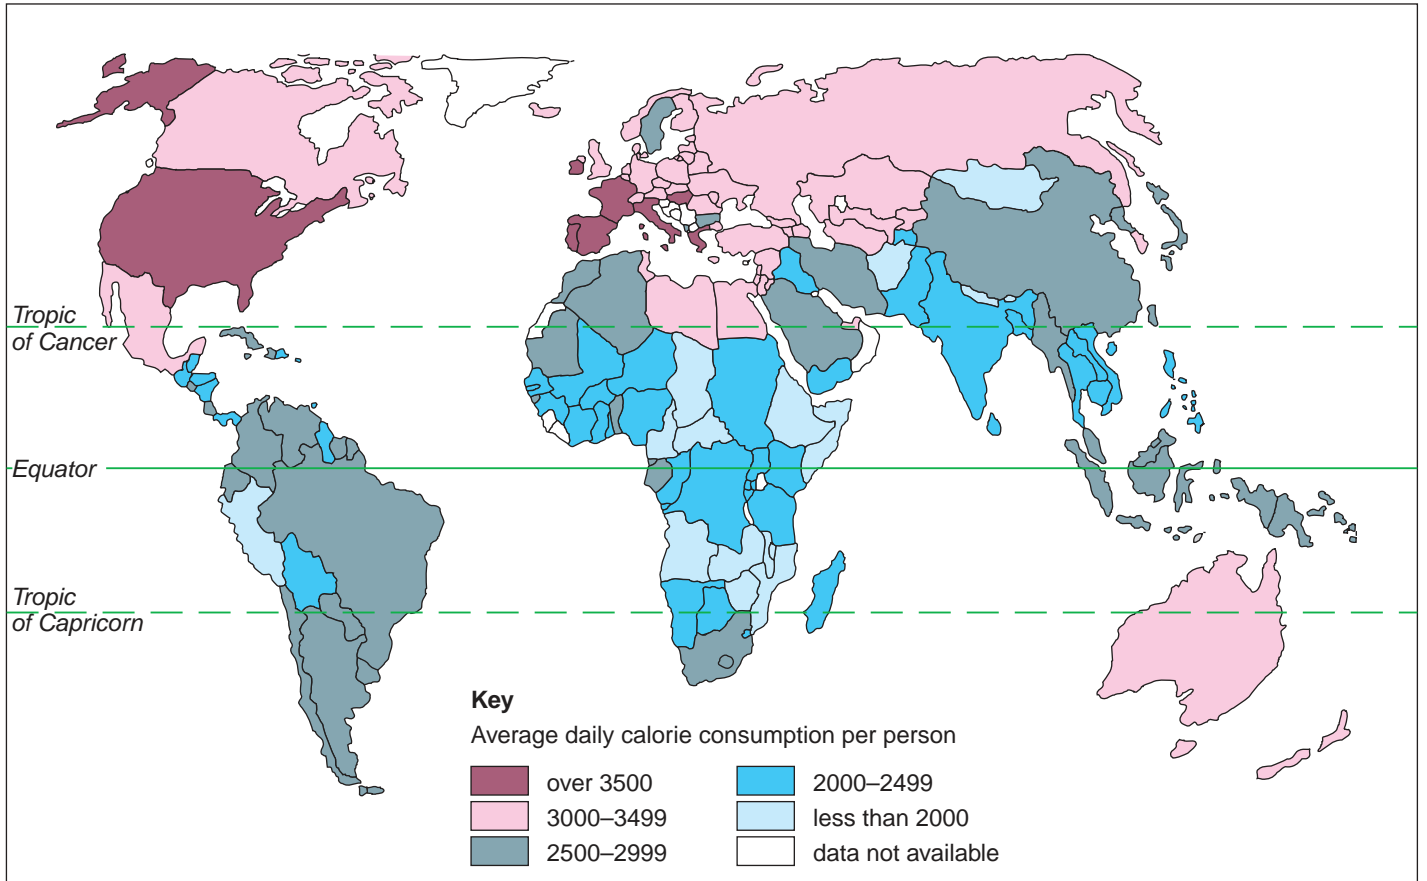 Tropic
of Cancer
Equator
Tropic
of Capricorn
Key
Average daily calorie consumption per person
over 3500
3000–3499
2500–2999
2000–2499
less than 2000
data not available